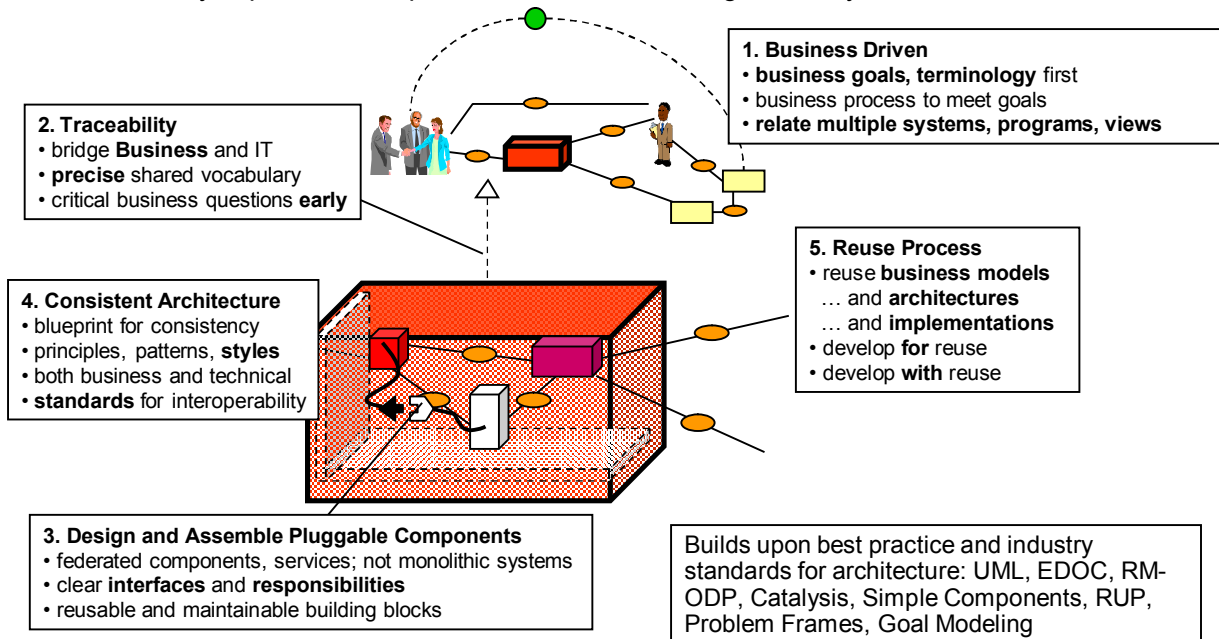 1. Business Driven
• business goals, terminology first
• business process to meet goals
• relate multiple systems, programs, views
2. Traceability
• bridge Business and IT
• precise shared vocabulary
• critical business questions early
5. Reuse Process
• reuse business models
… and architectures
… and implementations
• develop for reuse
• develop with reuse
4. Consistent Architecture
• blueprint for consistency
• principles, patterns, styles
• both business and technical
• standards for interoperability
3. Design and Assemble Pluggable Components
• federated components, services; not monolithic systems
• clear interfaces and responsibilities
• reusable and maintainable building blocks
Builds upon best practice and industry
standards for architecture: UML, EDOC, RM-
ODP, Catalysis, Simple Components, RUP,
Problem Frames, Goal Modeling